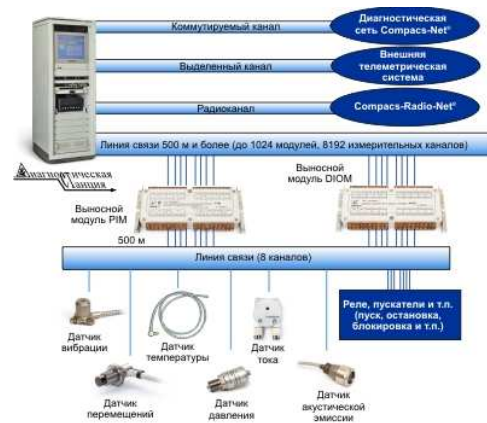 Коммутируемый канал
Диагностическая
сеть Compacs-Net®
Выделенный канал
Внешняя
телеметрическая
система
Радиоканал
Compacs-Radio-Net®
Линия связи 500 м и более (до 1024 модулей, 8192 измерительных каналов)
Диагностическая
станция
Выносной
модуль PIM
Выносной
модуль DIOM
500 м
Линия связи (8 каналов)
Датчик
вибрации
Датчик
температуры
Датчик
тока
Реле, пускатели и т.п.
(пуск, остановка,
блокировка и т.п.)
Датчик
перемещений
Датчик
давления
Датчик
акустической
эмиссии